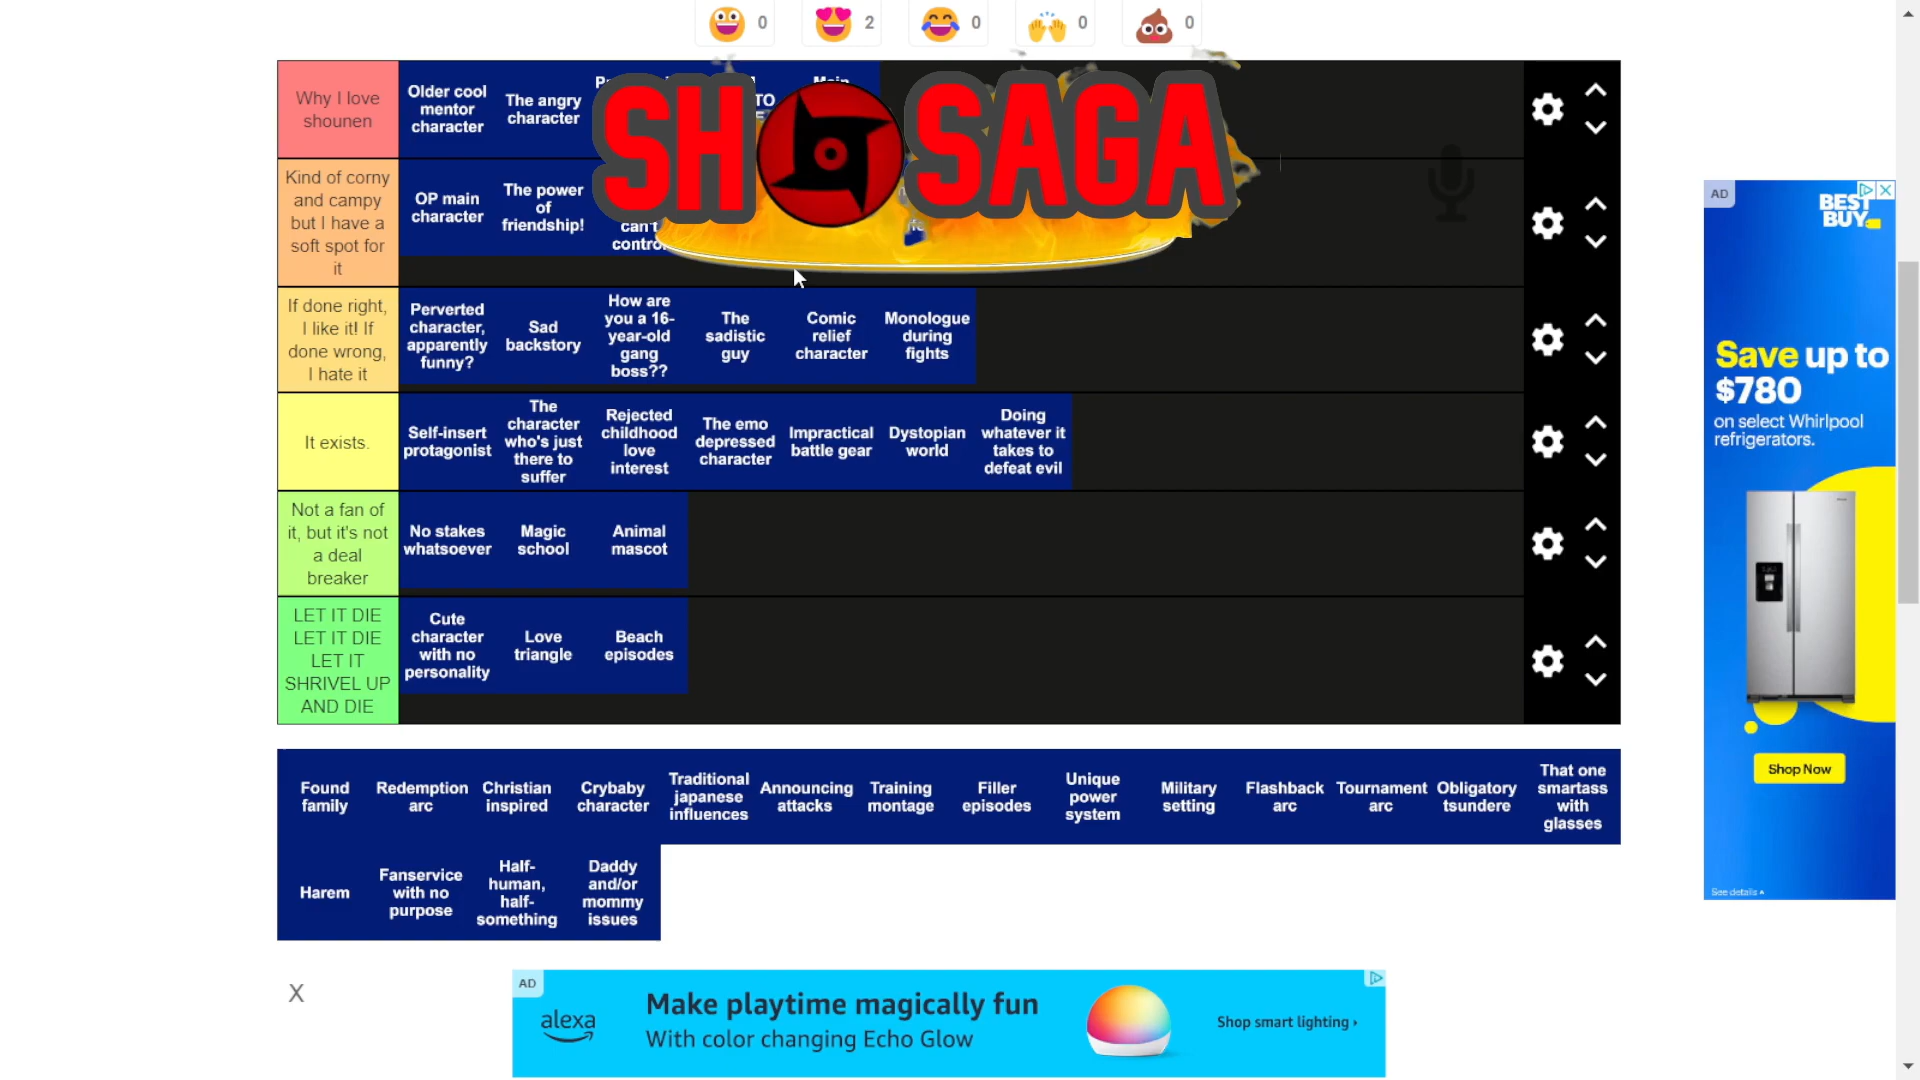 0
2
0
0
0
Why I love
shounen
Older cool
mentor
character
The angry
character
Main
TO
SH SAGA
Kind of corny
and campy
but I have a
soft spot for
it
OP main
character
The power
of
friendship!
can't
control
If done right,
I like it! If
done wrong,
I hate it
Perverted
character,
apparently
funny?
Sad
backstory
How are
you a 16-
year-old
gang
boss??
The
sadistic
guy
Comic
relief
character
Monologue
during
fights
It exists.
Self-insert
protagonist
The
character
who's just
there to
suffer
Rejected
childhood
love
interest
The emo
depressed
character
Impractical
battle gear
Dystopian
world
Doing
whatever it
takes to
defeat evil
Not a fan of
it, but it's not
a deal
breaker
No stakes
whatsoever
Magic
school
Animal
mascot
LET IT DIE
LET IT DIE
LET IT
SHRIVEL UP
AND DIE
Cute
character
with no
personality
Love
triangle
Beach
episodes
Found
family
Redemption
arc
Christian
inspired
Crybaby
character
Traditional
japanese
influences
Announcing
attacks
Training
montage
Filler
episodes
Unique
power
system
Military
setting
Flashback
arc
Tournament
arc
Obligatory
tsundere
That one
smartass
with
glasses
Harem
Fanservice
with no
purpose
Half-
human,
half-
something
Daddy
and/or
mommy
issues
AD
BEST
BUY
Save up to
$780
on select Whirlpool
refrigerators.
Shop Now
See details
X
AD
alexa
Make playtime magically fun
With color changing Echo Glow
Shop smart lighting ›